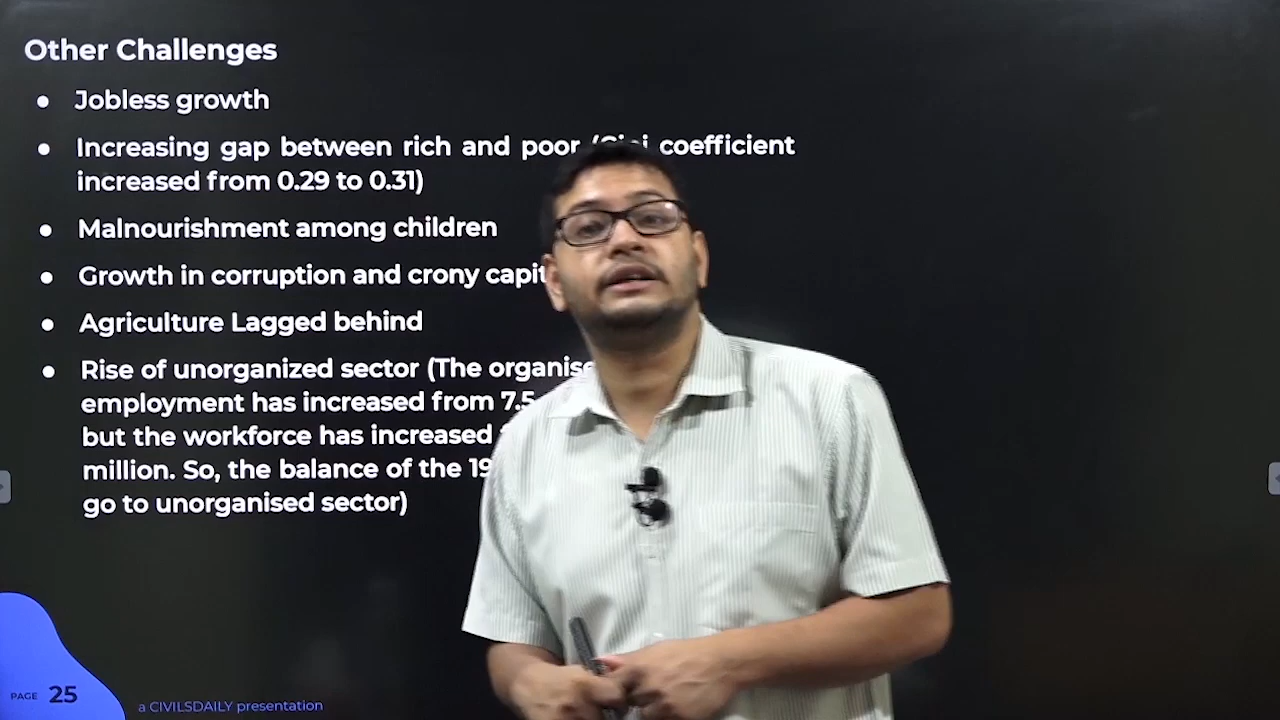 Other Challenges
● Jobless growth
● Increasing gap between rich and poor coefficient
increased from 0.29 to 0.31)
● Malnourishment among children
● Growth in corruption and crony
● Agriculture Lagged behind
● Rise of unorganized sector (The
employment has increased from 7.5
but the workforce has increased
million. So, the balance of the
go to unorganised sector)
PAGE 25
a CIVILSDAILY presentation